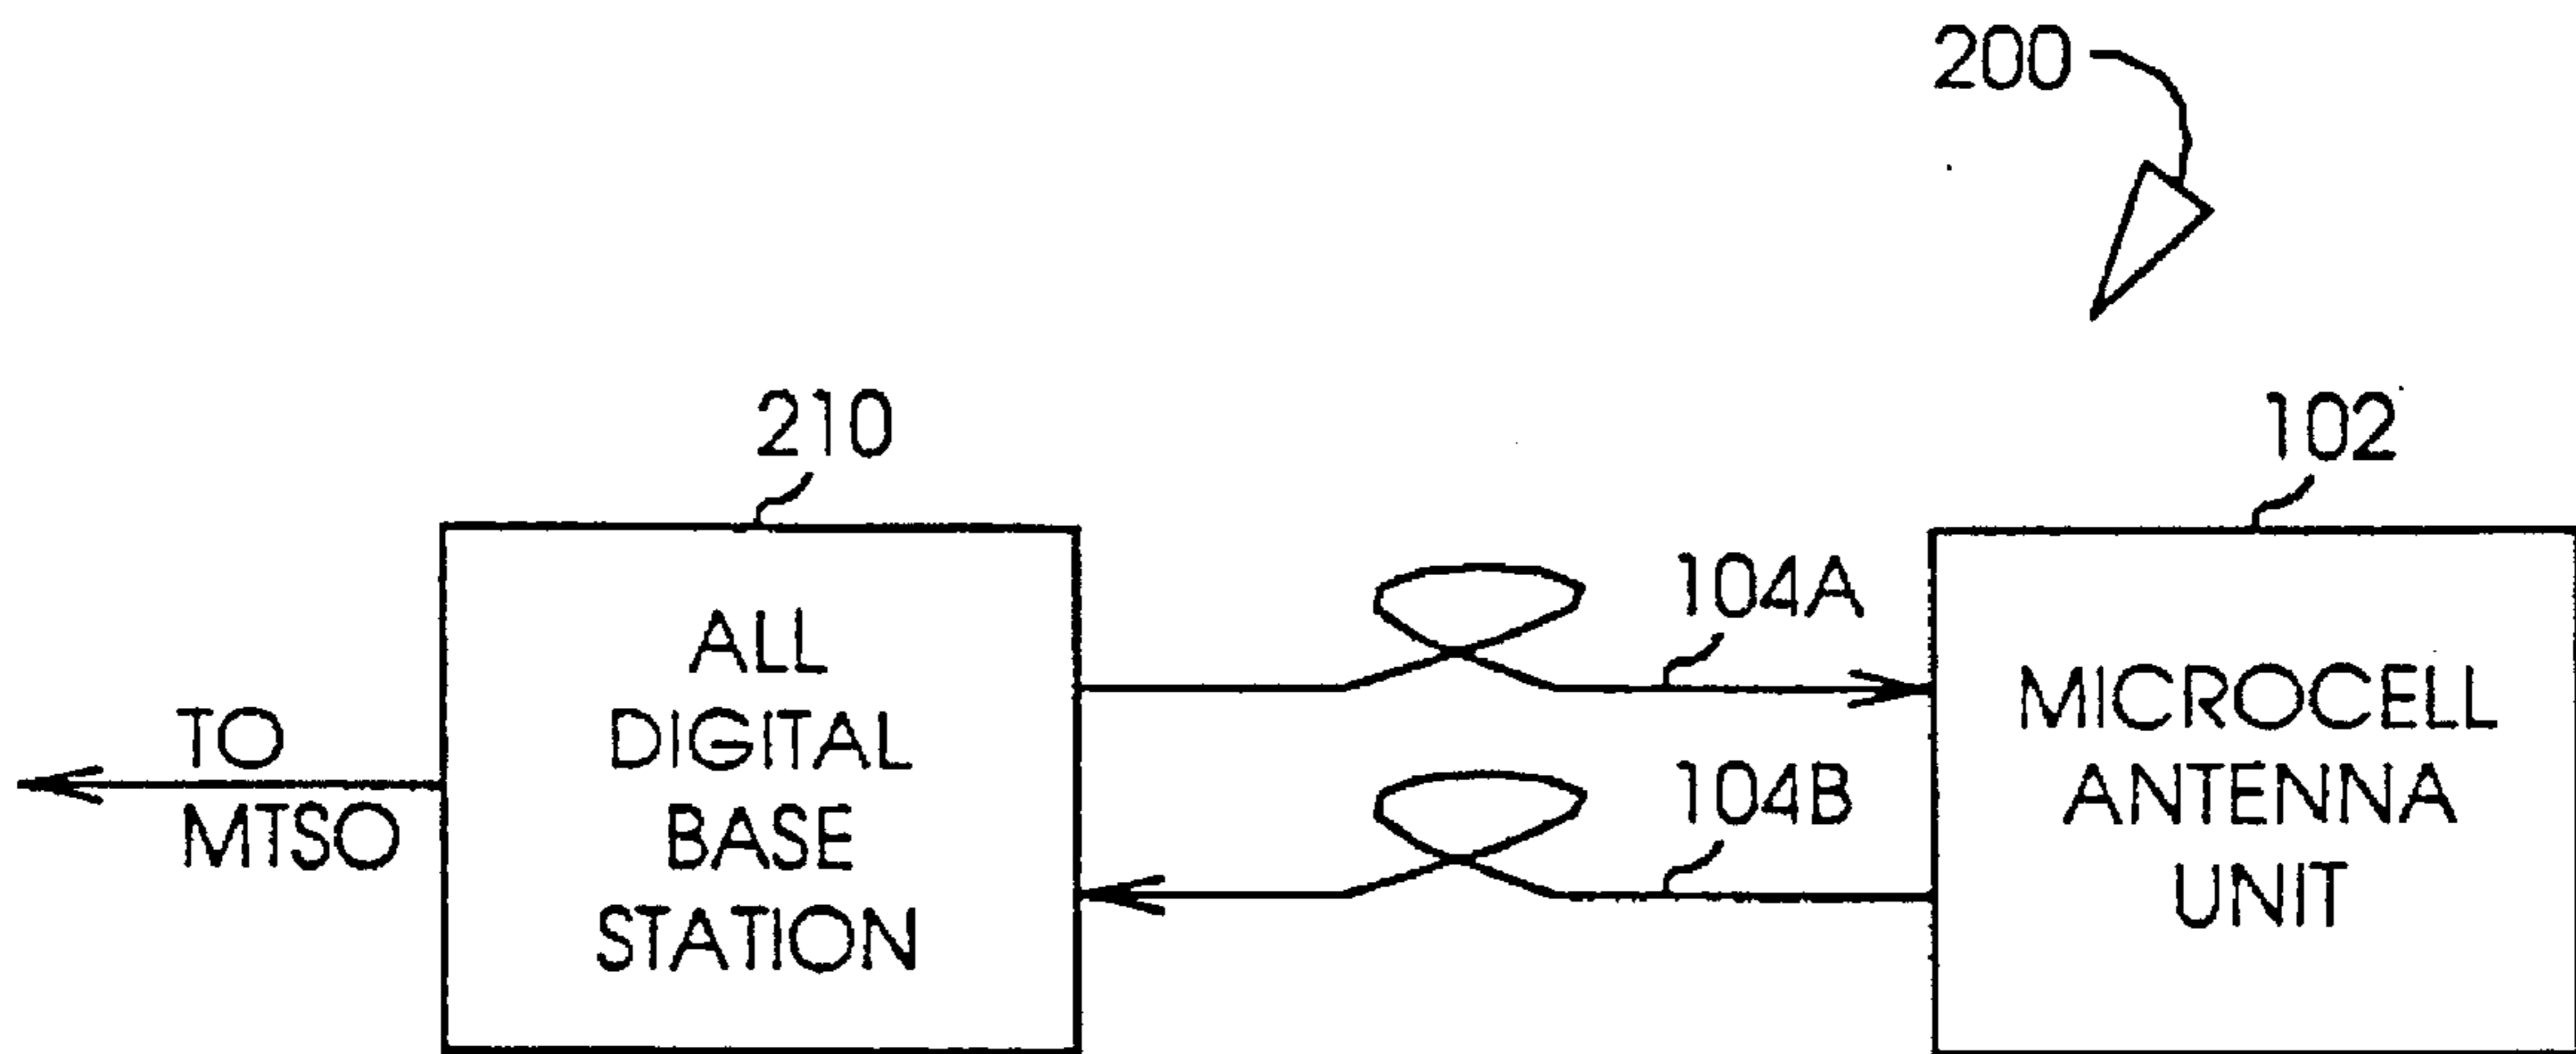 200
210
102
104A
104B
TO
MTSO
ALL
DIGITAL
BASE
STATION
MICROCELL
ANTENNA
UNIT